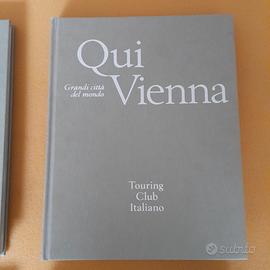 Qui
Grandi città
del mondo
Vienna
Touring
Club
Italiano
subito